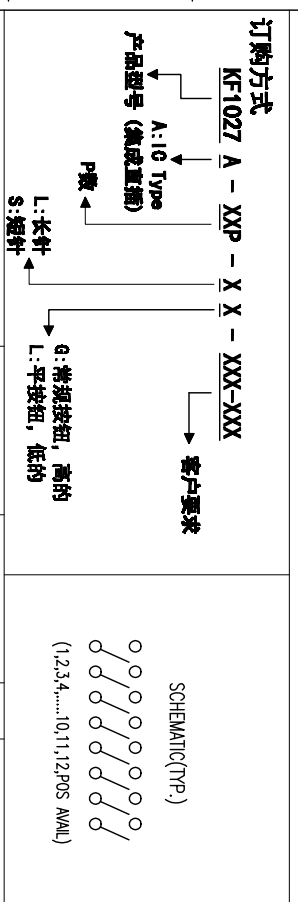 订购方式
KF1027 A - XXP - X X - XXX-XXX
产品型号
A:IC Type
(集成直插)
P数
L:长针
S:短针
G:常规按钮,高的
L:平按钮,低的
客户要求
SCHEMATIC(TYP.)
(1,2,3,4,.....10,11,12,POS AVAIL)